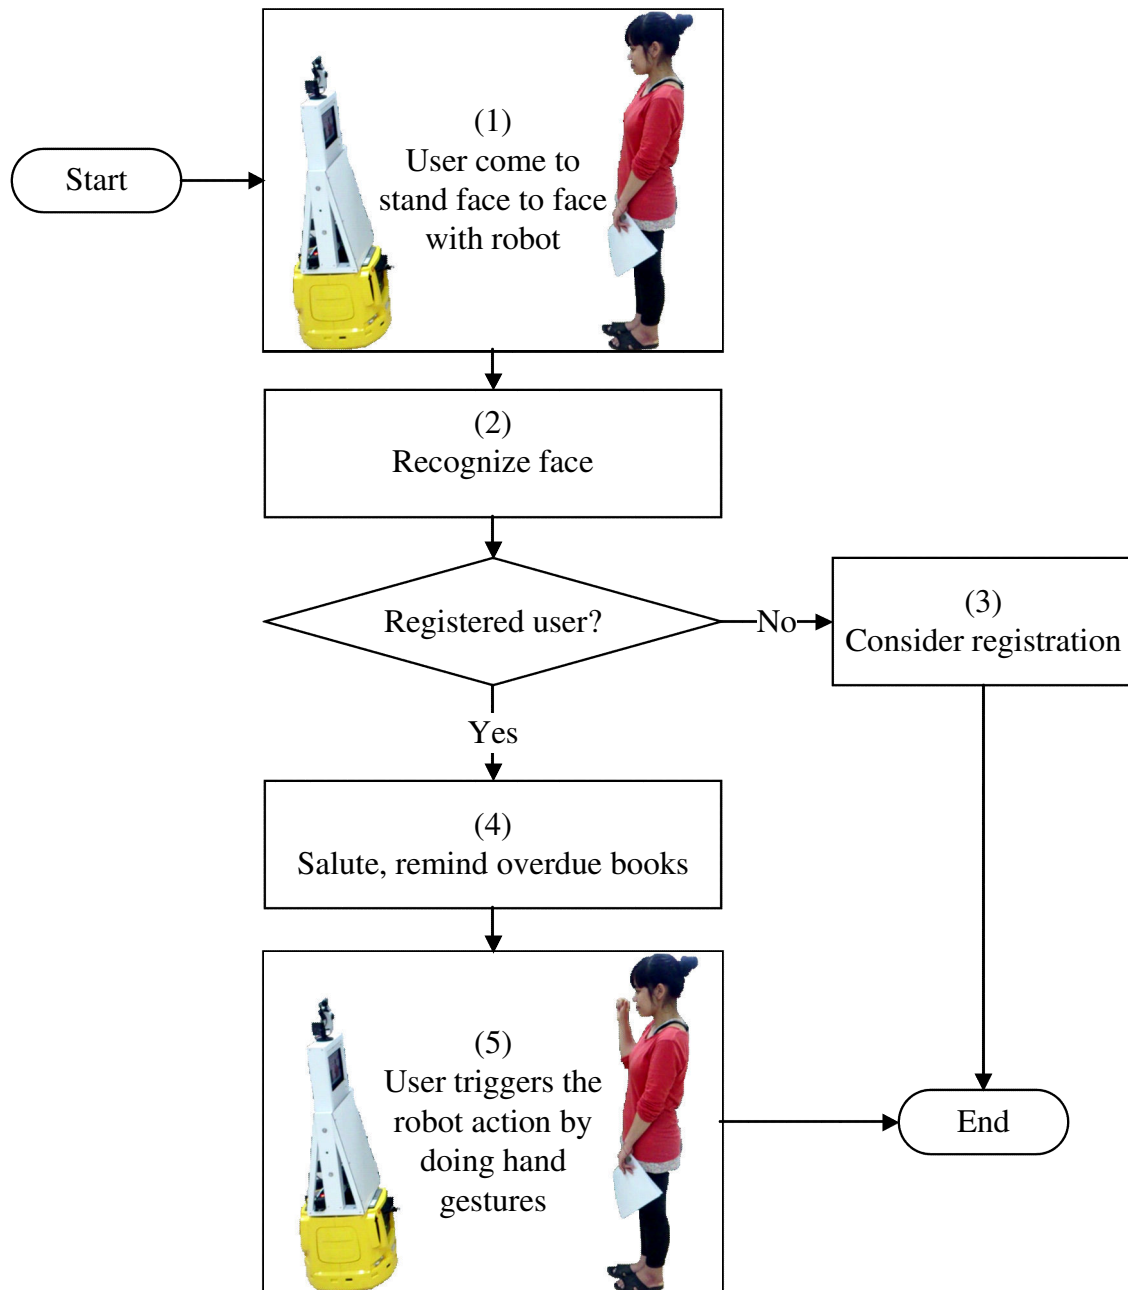 Start
(1)
User come to
stand face to face
with robot
(2)
Recognize face
Registered user?
No
(3)
Consider registration
Yes
(4)
Salute, remind overdue books
(5)
User triggers the
robot action by
doing hand
gestures
End